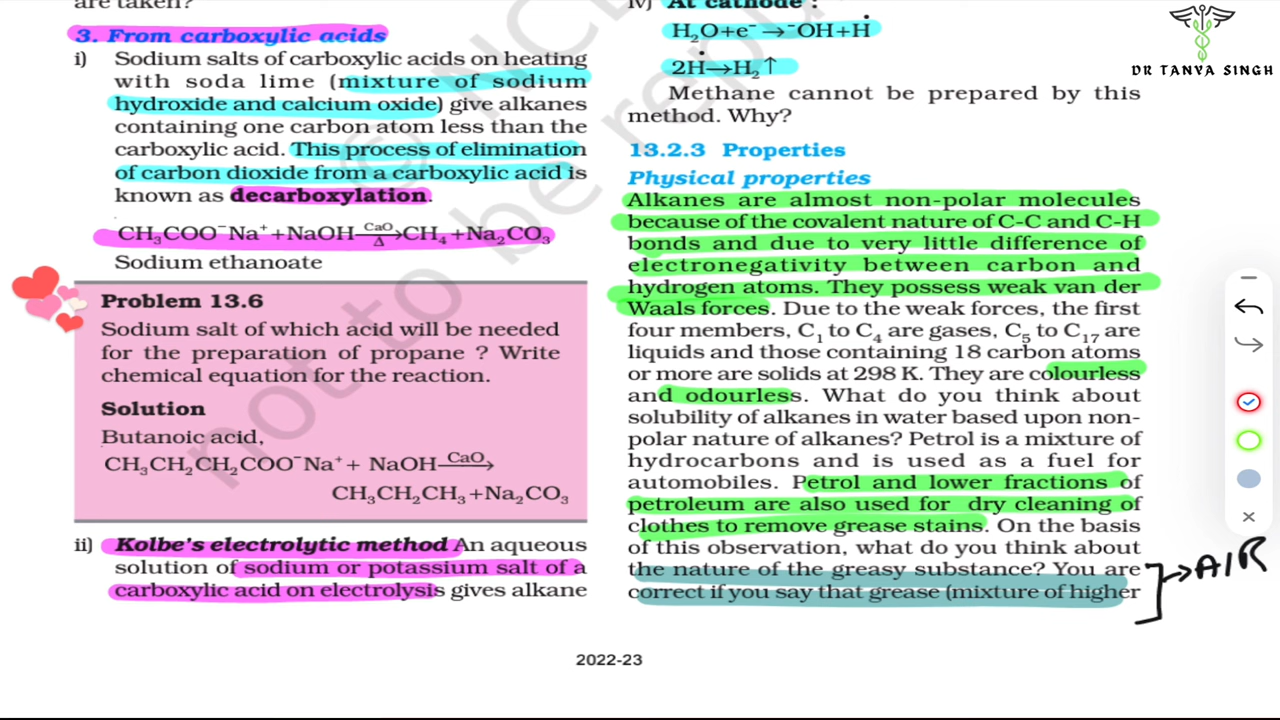 are taken?
3. From carboxylic acids
i) Sodium salts of carboxylic acids on heating
with soda lime (mixture of sodium
hydroxide and calcium oxide) give alkanes
containing one carbon atom less than the
carboxylic acid. This process of elimination
of carbon dioxide from a carboxylic acid is
known as decarboxylation.
CH₃COO⁻Na⁺+NaOH —CaO/Δ→ CH₄+Na₂CO₃
Sodium ethanoate
Problem 13.6
Sodium salt of which acid will be needed
for the preparation of propane ? Write
chemical equation for the reaction.
Solution
Butanoic acid,
CH₃CH₂CH₂COO⁻Na⁺+ NaOH —CaO→
CH₃CH₂CH₃+Na₂CO₃
ii) Kolbe's electrolytic method An aqueous
solution of sodium or potassium salt of a
carboxylic acid on electrolysis gives alkane
iv) At cathode :
H₂O+e⁻→⁻OH+Ḣ
2Ḣ→H₂↑
Methane cannot be prepared by this
method. Why?
13.2.3 Properties
Physical properties
Alkanes are almost non-polar molecules
because of the covalent nature of C-C and C-H
bonds and due to very little difference of
electronegativity between carbon and
hydrogen atoms. They possess weak van der
Waals forces. Due to the weak forces, the first
four members, C₁ to C₄ are gases, C₅ to C₁₇ are
liquids and those containing 18 carbon atoms
or more are solids at 298 K. They are colourless
and odourless. What do you think about
solubility of alkanes in water based upon non-
polar nature of alkanes? Petrol is a mixture of
hydrocarbons and is used as a fuel for
automobiles. Petrol and lower fractions of
petroleum are also used for dry cleaning of
clothes to remove grease stains. On the basis
of this observation, what do you think about
the nature of the greasy substance? You are
correct if you say that grease (mixture of higher
→AIR
2022-23
DR TANYA SINGH
not to be rep
© NC